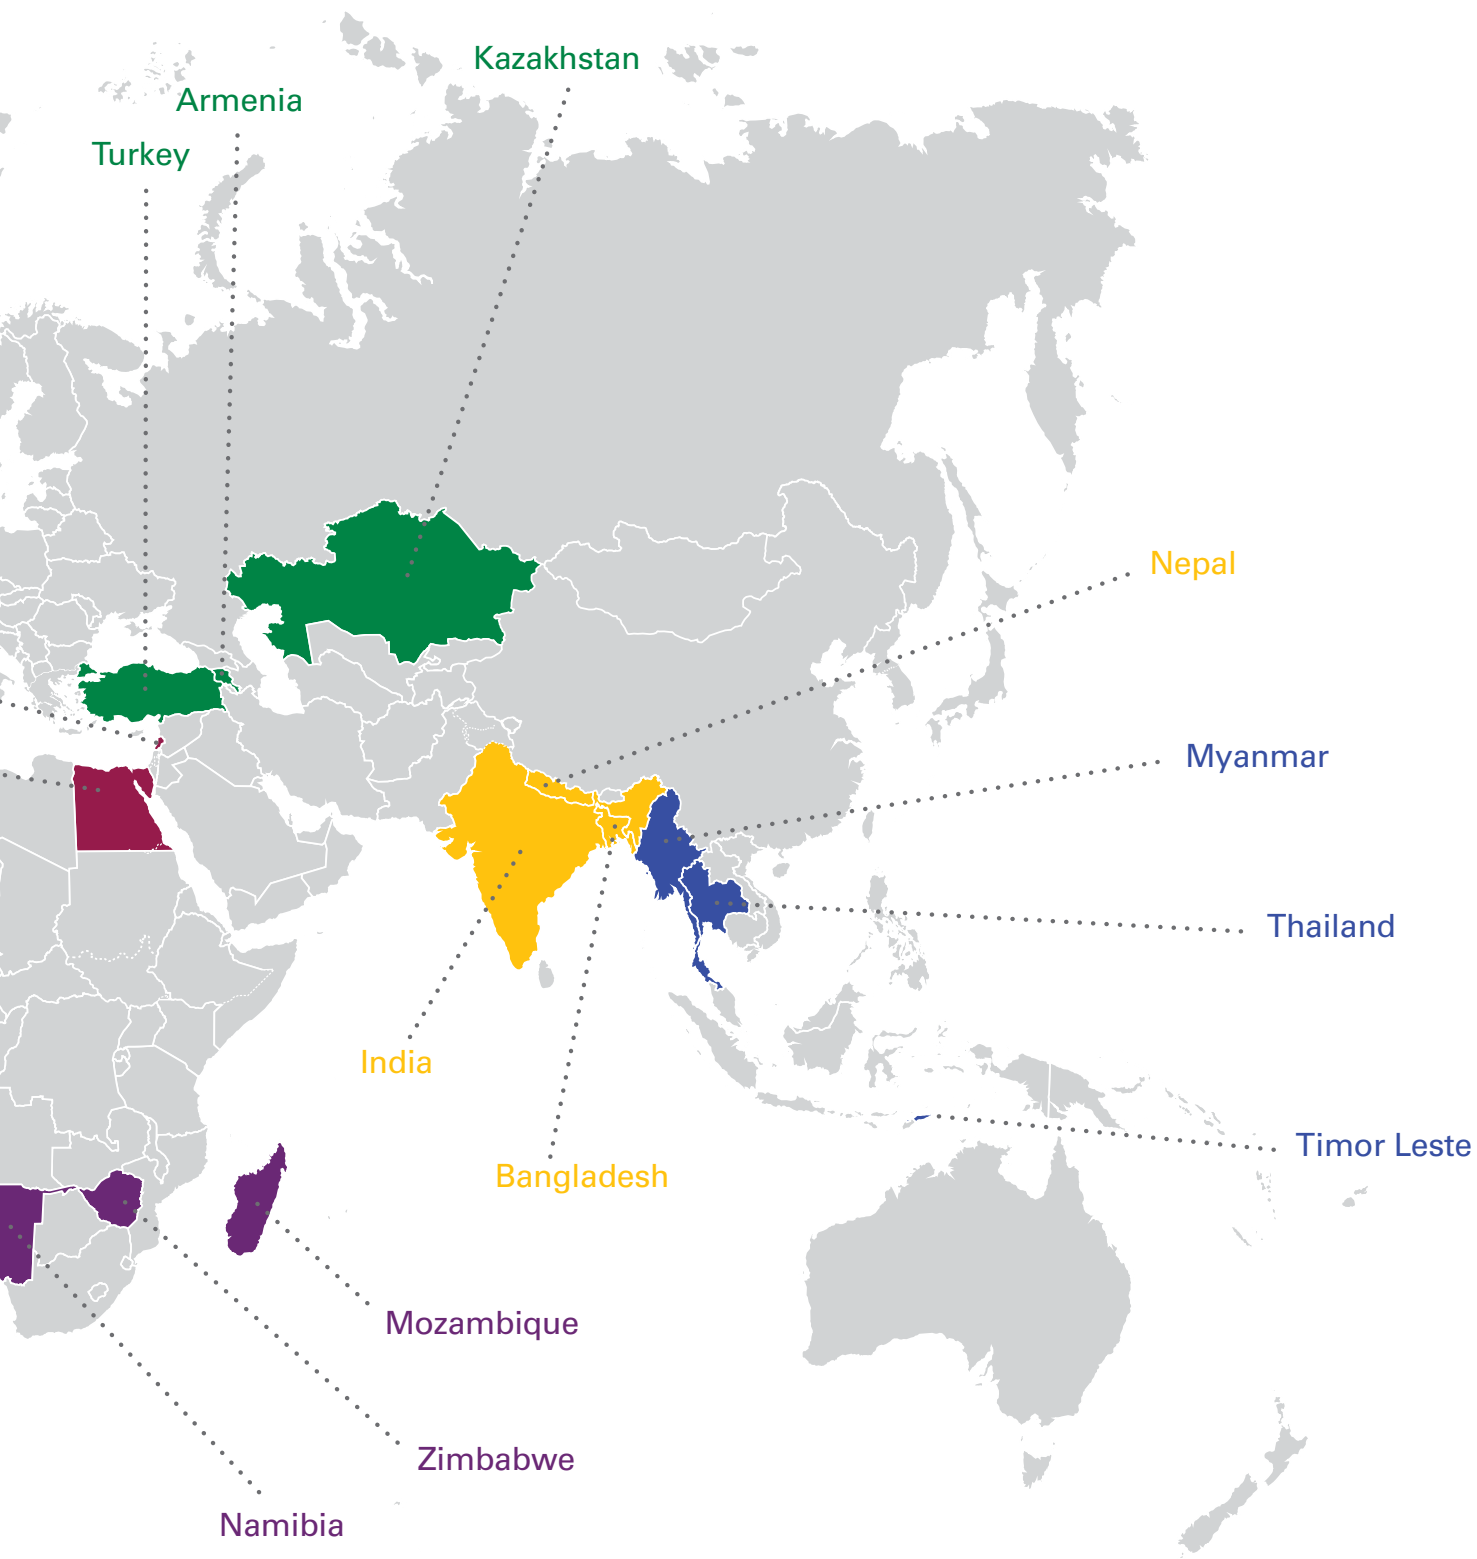 Kazakhstan
Armenia
Turkey
Nepal
Myanmar
Thailand
India
Timor Leste
Bangladesh
Mozambique
Zimbabwe
Namibia